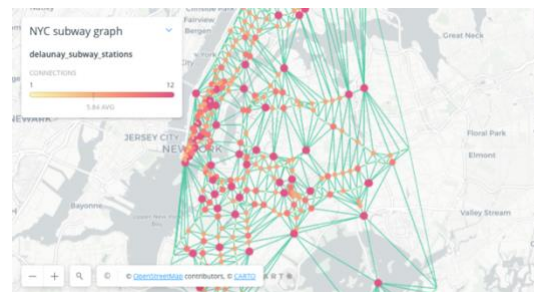 NYC subway graph
delaunay_subway_stations
CONNECTIONS
1 12
5.84 AVG
Fairview
Bergen
Great Neck
JERSEY CITY
NEW YORK
Floral Park
Elmont
Bayonne
Valley Stream
© OpenStreetMap contributors, © CARTO